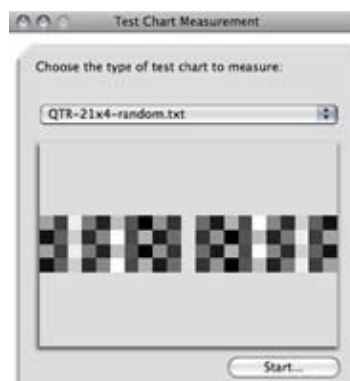 Test Chart Measurement
Choose the type of test chart to measure:
QTR-21x4-random.txt
Start...